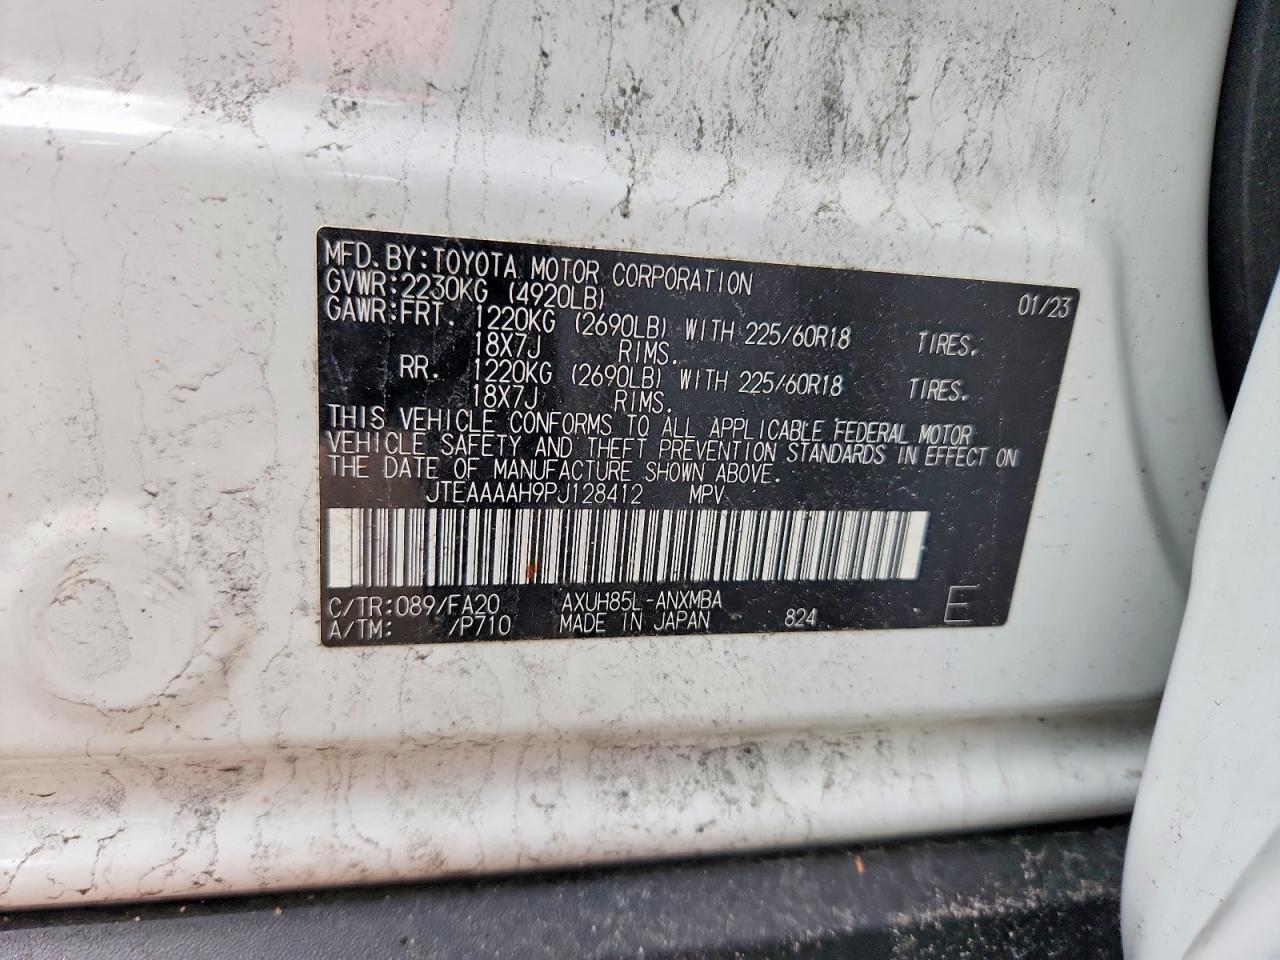 MFD. BY: TOYOTA MOTOR CORPORATION 01/23
GVWR: 2230KG (4920LB)
GAWR: FRT. 1220KG (2690LB) WITH 225/60R18 TIRES.
18X7J RIMS.
RR. 1220KG (2690LB) WITH 225/60R18 TIRES.
18X7J RIMS.
THIS VEHICLE CONFORMS TO ALL APPLICABLE FEDERAL MOTOR
VEHICLE SAFETY AND THEFT PREVENTION STANDARDS IN EFFECT ON
THE DATE OF MANUFACTURE SHOWN ABOVE.
JTEAAAAH9PJ128412 MPV
C/TR: 089/FA20 AXUH85L-ANXMBA
A/TM: /P710 MADE IN JAPAN 824 E